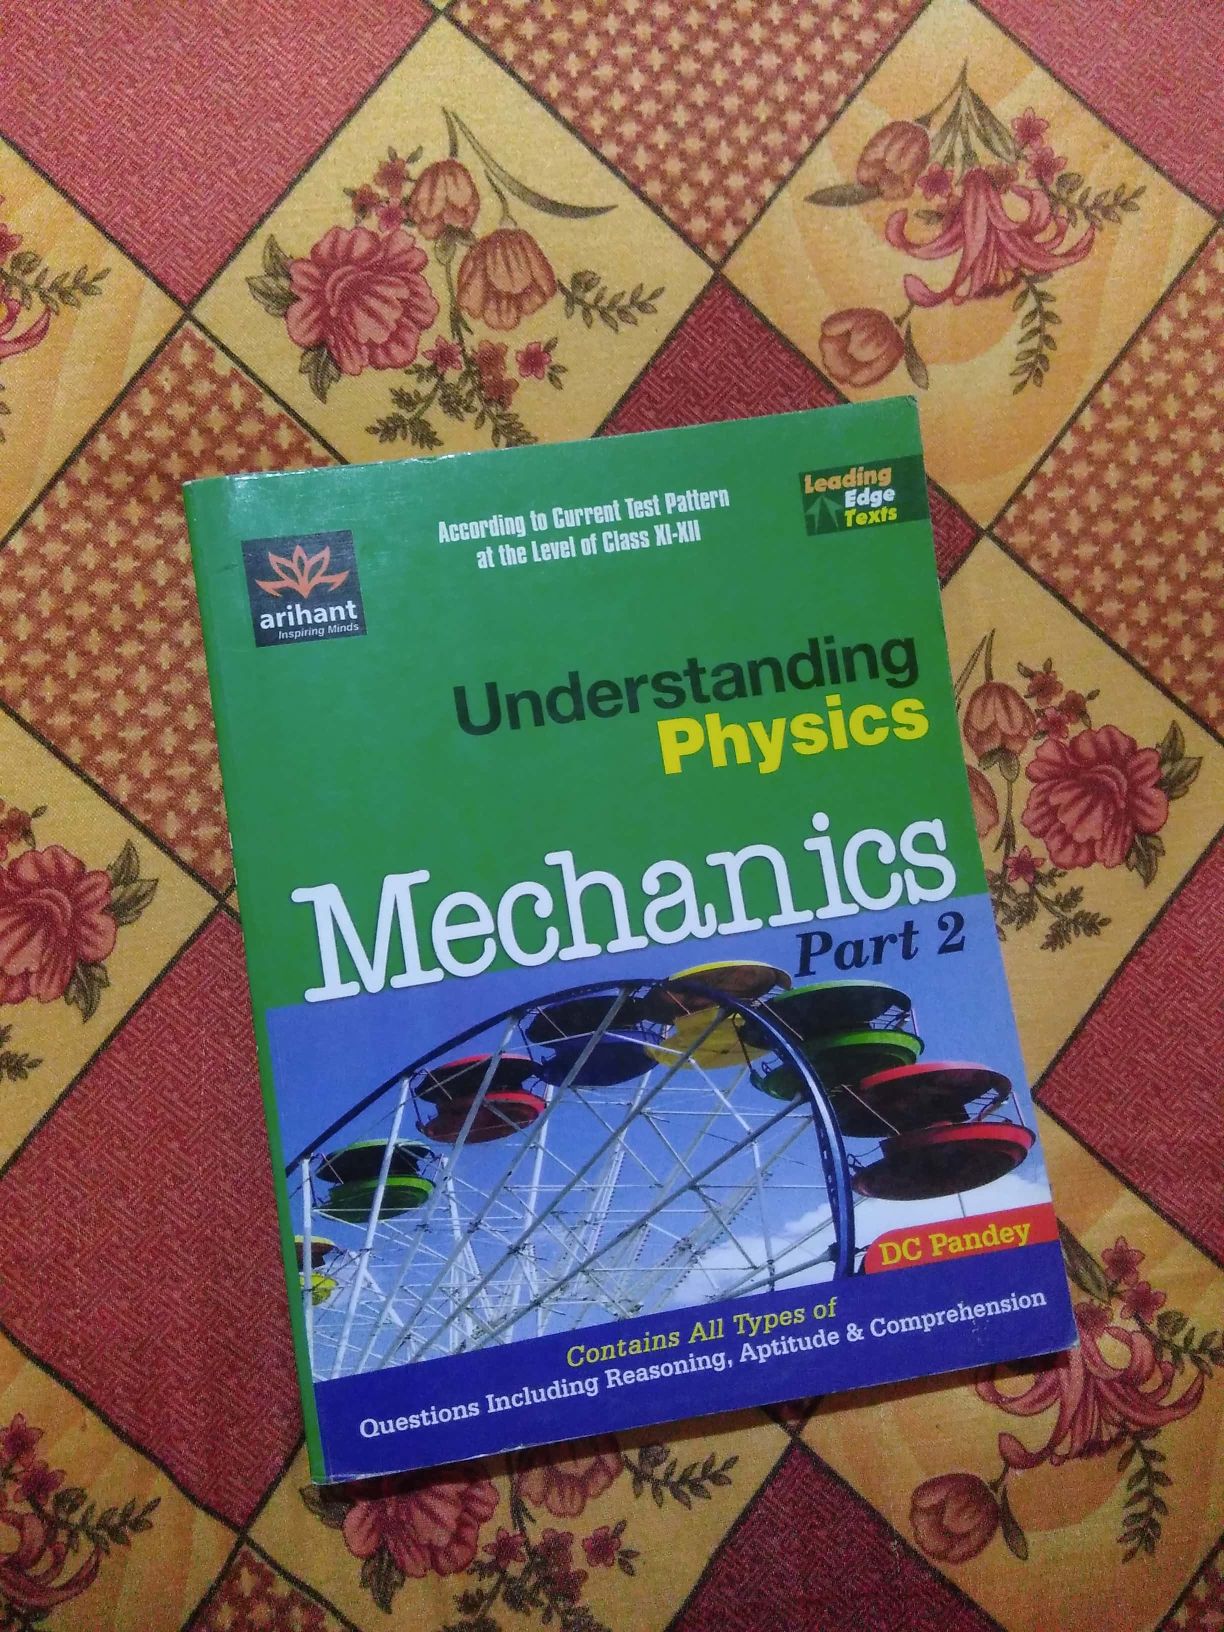 According to Current Test Pattern
at the Level of Class XI-XII
Leading
Edge
Texts
arihant
Inspiring Minds
Understanding
Physics
Mechanics
Part 2
DC Pandey
Contains All Types of
Questions Including Reasoning, Aptitude & Comprehension